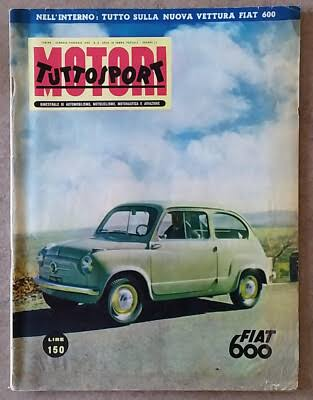 NELL'INTERNO: TUTTO SULLA NUOVA VETTURA FIAT 600
MOTORI
TUTTOSPORT
BIMESTRALE DI AUTOMOBILISMO, MOTOCICLISMO, MOTONAUTICA E AVIAZIONE
LIRE
150
FIAT
600